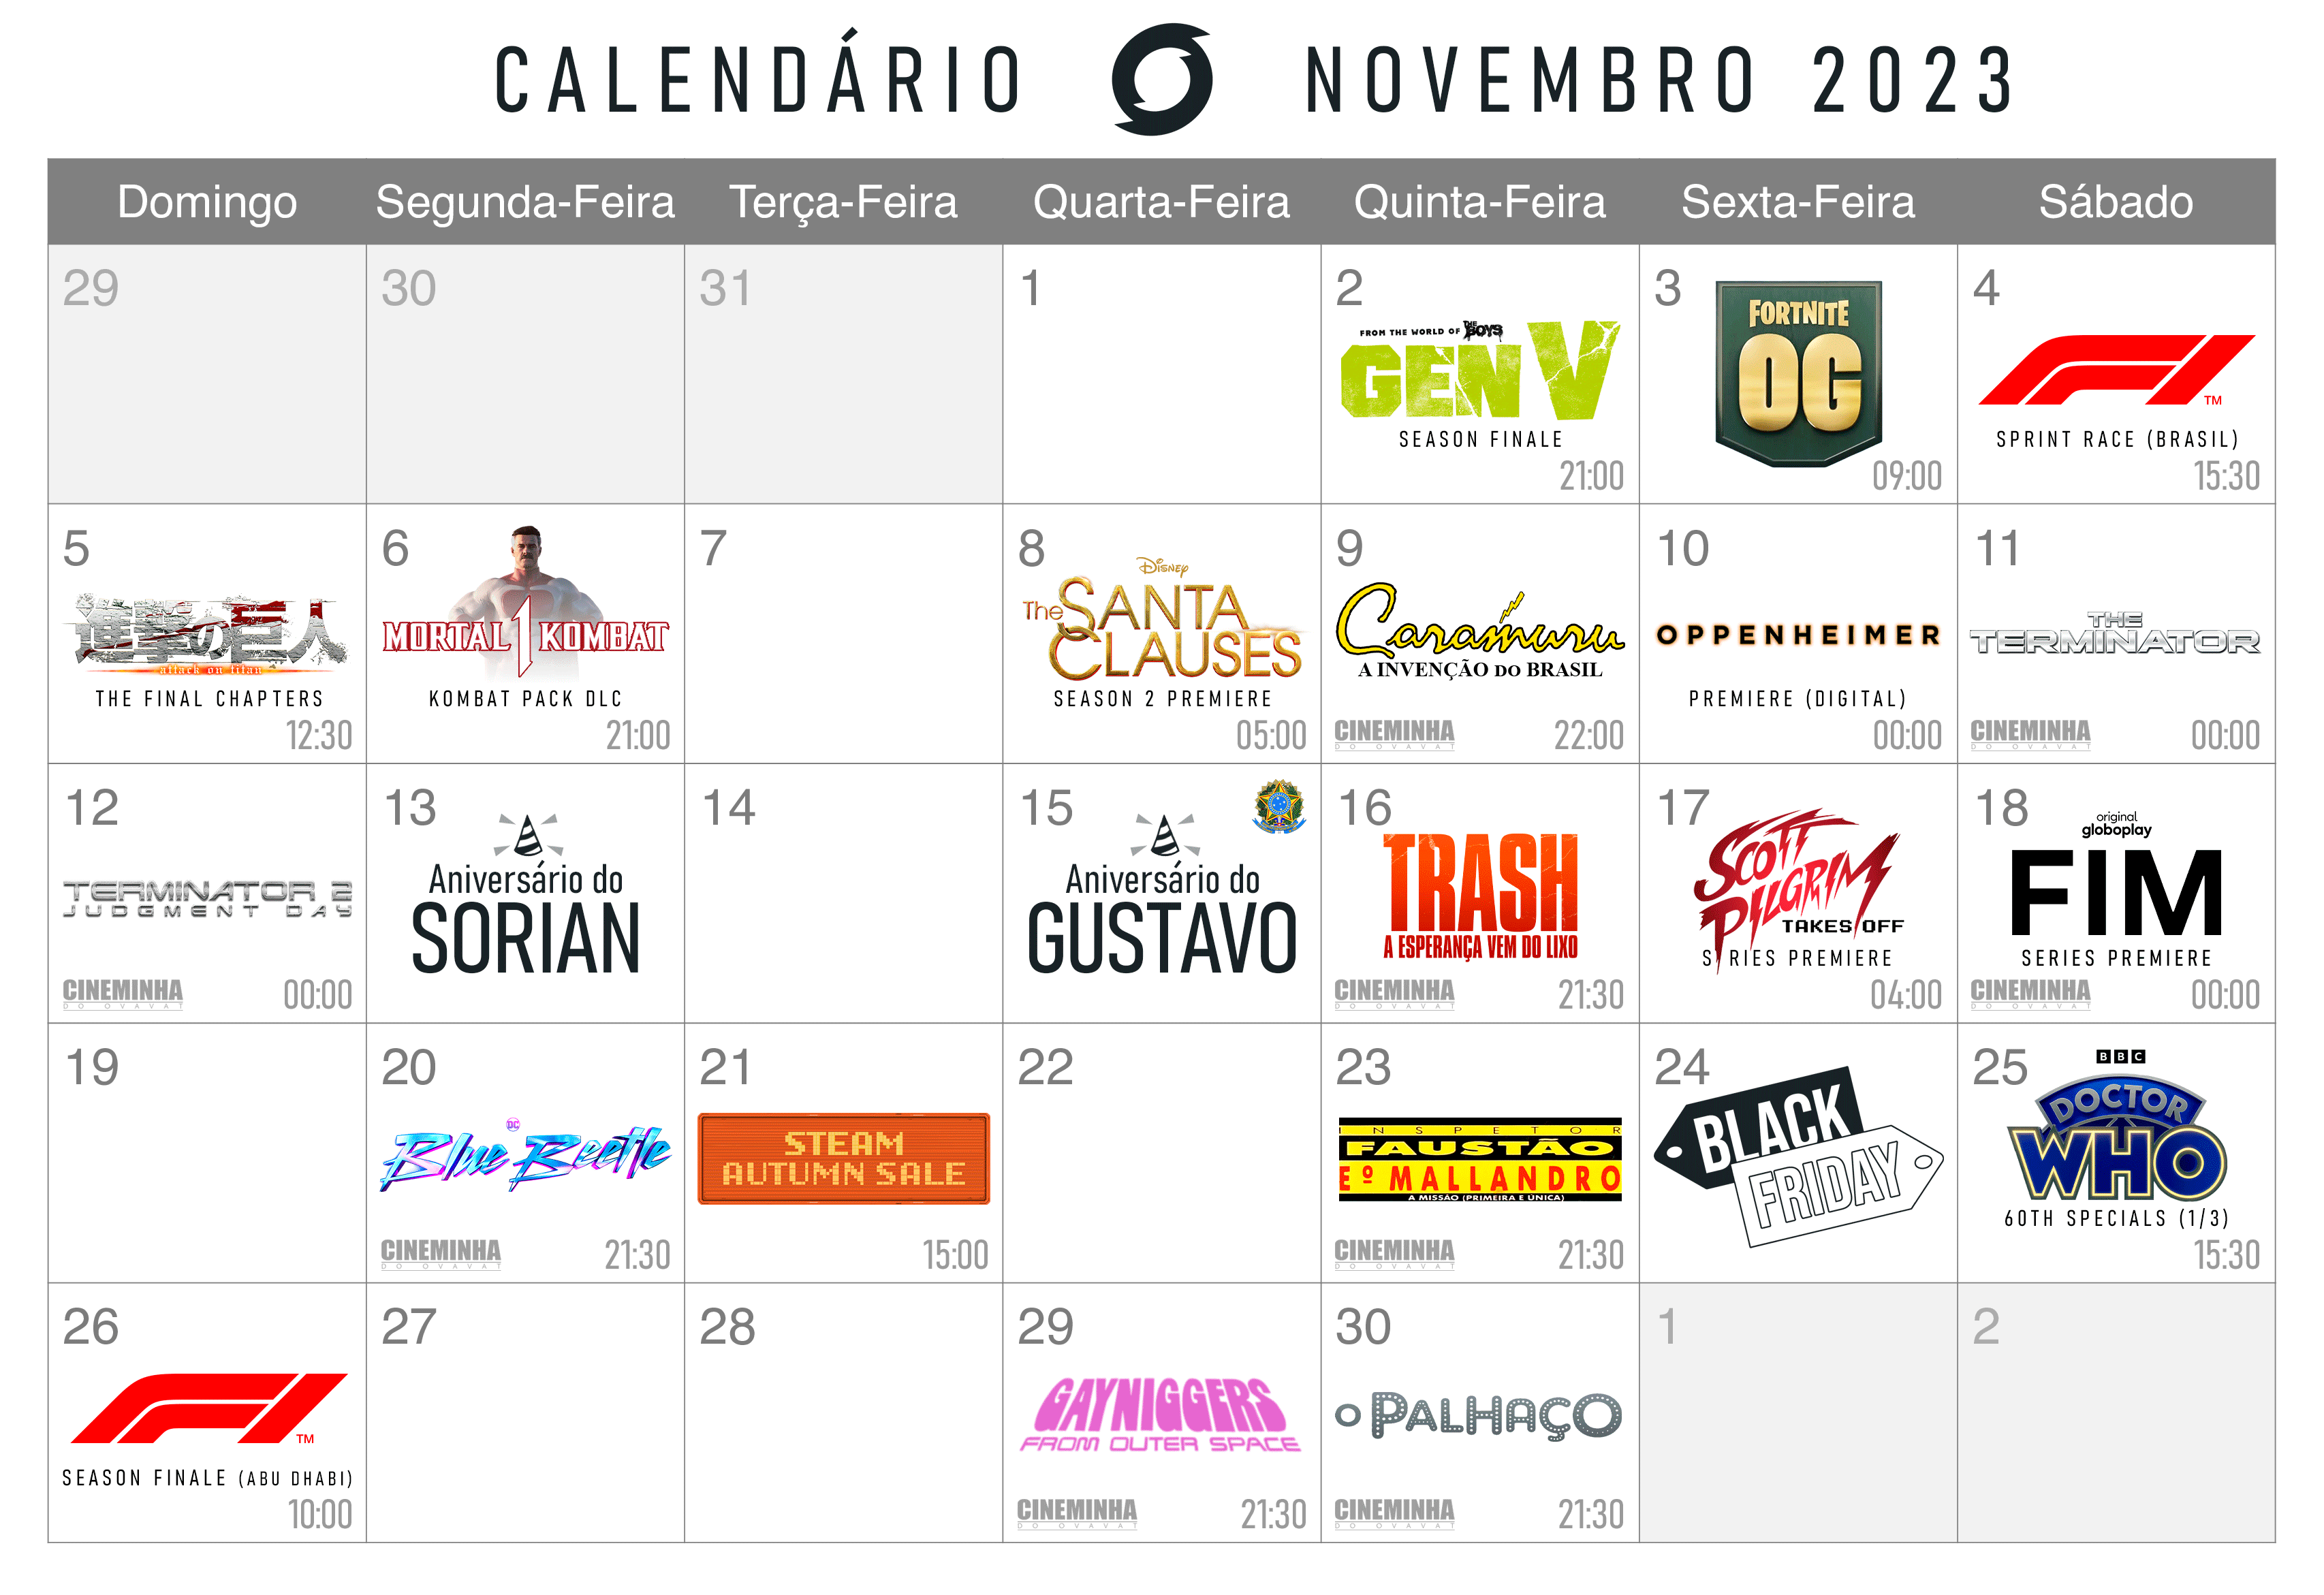 CALENDÁRIO NOVEMBRO 2023
Domingo Segunda-Feira Terça-Feira Quarta-Feira Quinta-Feira Sexta-Feira Sábado
29
30
31
1
2
FROM THE WORLD OF THE BOYS
GEN V
SEASON FINALE
21:00
3
FORTNITE
OG
09:00
4
F1
TM
SPRINT RACE (BRASIL)
15:30
5
進撃の巨人
attack on titan
THE FINAL CHAPTERS
12:30
6
MORTAL 1 KOMBAT
KOMBAT PACK DLC
21:00
7
8
Disney
The SANTA
CLAUSES
SEASON 2 PREMIERE
05:00
9
Caramuru
A INVENÇÃO DO BRASIL
CINEMINHA
DO OVAVAT
22:00
10
OPPENHEIMER
PREMIERE (DIGITAL)
00:00
11
THE
TERMINATOR
CINEMINHA
DO OVAVAT
00:00
12
TERMINATOR 2
JUDGMENT DAY
CINEMINHA
DO OVAVAT
00:00
13
Aniversário do
SORIAN
14
15
Aniversário do
GUSTAVO
16
TRASH
A ESPERANÇA VEM DO LIXO
CINEMINHA
DO OVAVAT
21:30
17
SCOTT
PILGRIM
TAKES OFF
SERIES PREMIERE
04:00
18
original
globoplay
FIM
SERIES PREMIERE
CINEMINHA
DO OVAVAT
00:00
19
20
DC
Blue Beetle
CINEMINHA
DO OVAVAT
21:30
21
STEAM
AUTUMN SALE
15:00
22
23
INSPETOR
FAUSTÃO
E º MALLANDRO
A MISSÃO (PRIMEIRA E ÚNICA)
CINEMINHA
DO OVAVAT
21:30
24
BLACK
FRIDAY
25
BBC
DOCTOR
WHO
60TH SPECIALS (1/3)
15:30
26
F1
TM
SEASON FINALE (ABU DHABI)
10:00
27
28
29
GAYNIGGERS
FROM OUTER SPACE
CINEMINHA
DO OVAVAT
21:30
30
O PALHAÇO
CINEMINHA
DO OVAVAT
21:30
1
2